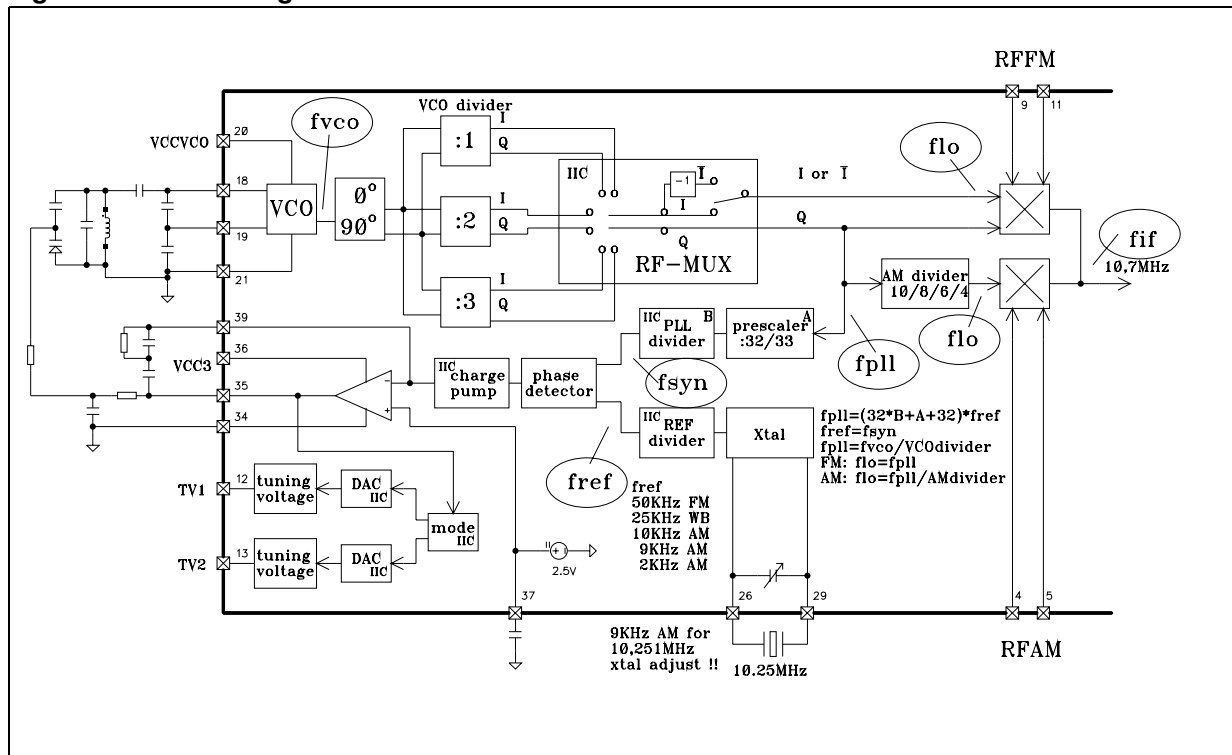 RFFM
9
11
VCO divider
fvco
VCCVCO
20
:1
I
Q
flo
18
IIC
-1
I̅
I or I̅
VCO
0°
90°
:2
I
Q
I
Q
Q
19
RF-MUX
fif
10,7MHz
21
:3
I
Q
AM divider
10/8/6/4
39
IIC
PLL
divider
B
prescaler
:32/33
A
flo
fpll
36
VCC3
35
-
+
IIC
charge
pump
phase
detector
fsyn
34
IIC
REF
divider
Xtal
fpll=(32*B+A+32)*fref
fref=fsyn
fpll=fvco/VCOdivider
FM: flo=fpll
AM: flo=fpll/AMdivider
fref
TV1
12
tuning
voltage
DAC
IIC
mode
IIC
fref
50KHz FM
25KHz WB
10KHz AM
9KHz AM
2KHz AM
TV2
13
tuning
voltage
DAC
IIC
2.5V
37
26
29
4
5
9KHz AM for
10,251MHz
xtal adjust !!
10.25MHz
RFAM